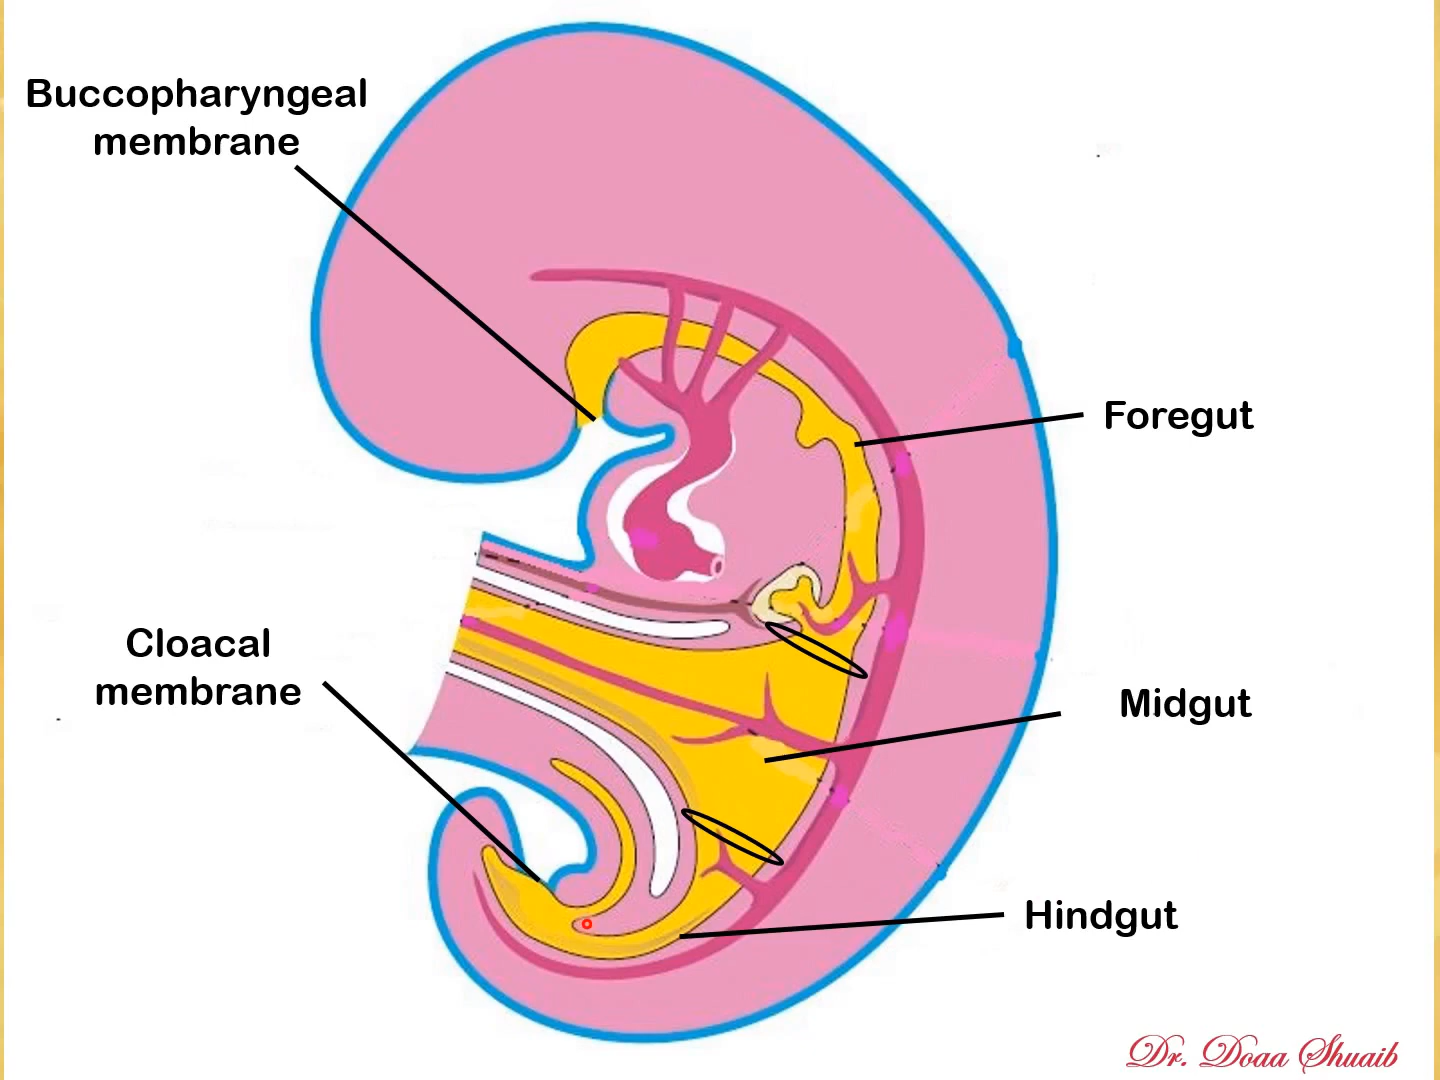 Buccopharyngeal
membrane
Foregut
Cloacal
membrane
Midgut
Hindgut
Dr. Doaa Shuaib